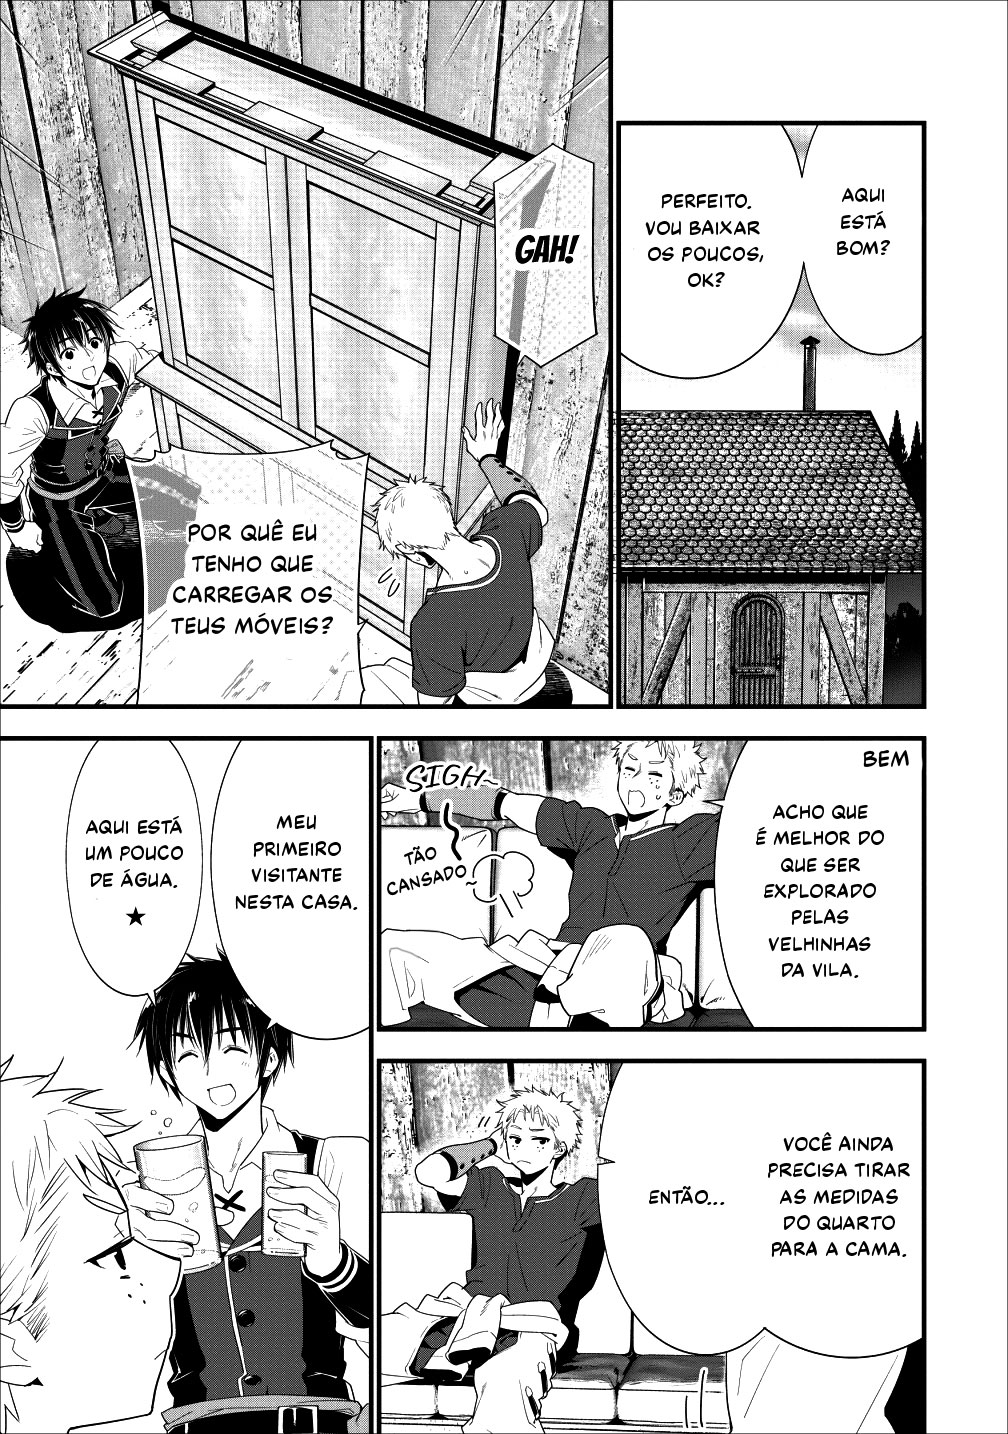 AQUI
ESTÁ
BOM?
PERFEITO.
VOU BAIXAR
OS POUCOS,
OK?
GAH!
POR QUÊ EU
TENHO QUE
CARREGAR OS
TEUS MÓVEIS?
BEM
ACHO QUE
É MELHOR DO
QUE SER
EXPLORADO
PELAS
VELHINHAS
DA VILA.
SIGH~
TÃO
CANSADO~
VOCÊ AINDA
PRECISA TIRAR
AS MEDIDAS
DO QUARTO
PARA A CAMA.
ENTÃO...
MEU
PRIMEIRO
VISITANTE
NESTA CASA.
AQUI ESTÁ
UM POUCO
DE ÁGUA.
★